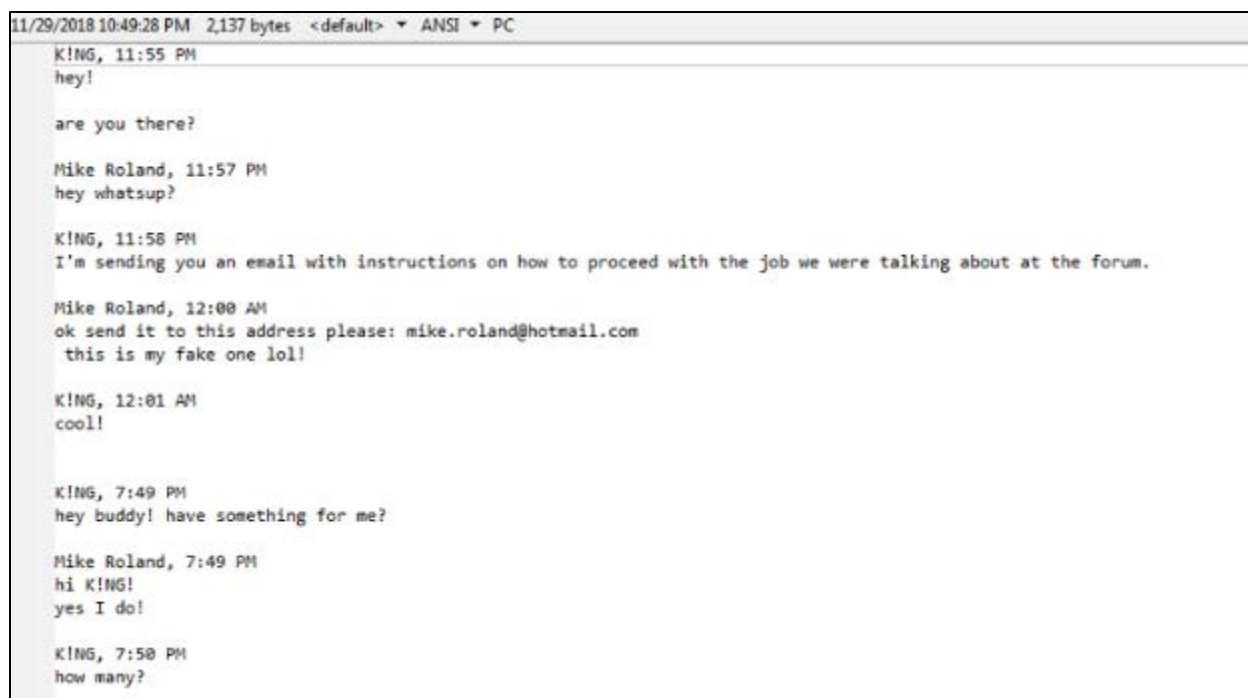 11/29/2018 10:49:28 PM 2,137 bytes <default> ▼ ANSI ▼ PC
K!NG, 11:55 PM
hey!
are you there?
Mike Roland, 11:57 PM
hey whatsup?
K!NG, 11:58 PM
I'm sending you an email with instructions on how to proceed with the job we were talking about at the forum.
Mike Roland, 12:00 AM
ok send it to this address please: mike.roland@hotmail.com
this is my fake one lol!
K!NG, 12:01 AM
cool!
K!NG, 7:49 PM
hey buddy! have something for me?
Mike Roland, 7:49 PM
hi K!NG!
yes I do!
K!NG, 7:50 PM
how many?